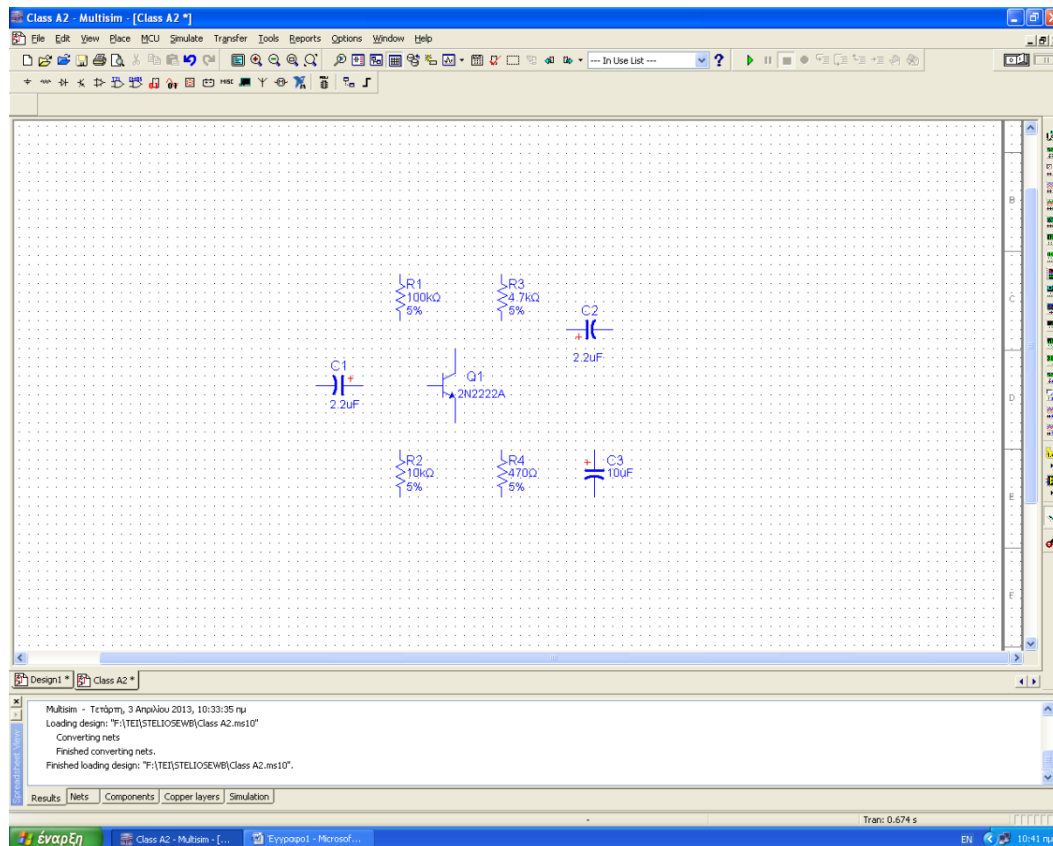 Class A2 - Multisim - [Class A2 *]
File Edit View Place MCU Simulate Transfer Tools Reports Options Window Help
--- In Use List ---
MISC
B
C
D
E
F
R1
100kΩ
5%
R3
4.7kΩ
5%
C2
+
2.2uF
C1
+
2.2uF
Q1
2N2222A
R2
10kΩ
5%
R4
470Ω
5%
+
C3
10uF
Design1 * Class A2 *
Multisim - Τετάρτη, 3 Απριλίου 2013, 10:33:35 πμ
Loading design: "F:\TEI\STELIOSEWB\Class A2.ms10"
Converting nets
Finished converting nets.
Finished loading design: "F:\TEI\STELIOSEWB\Class A2.ms10".
Spreadsheet View
Results Nets Components Copper layers Simulation
- Tran: 0.674 s
έναρξη Class A2 - Multisim - [... Έγγραφο1 - Microsof... EN 10:41 πμ